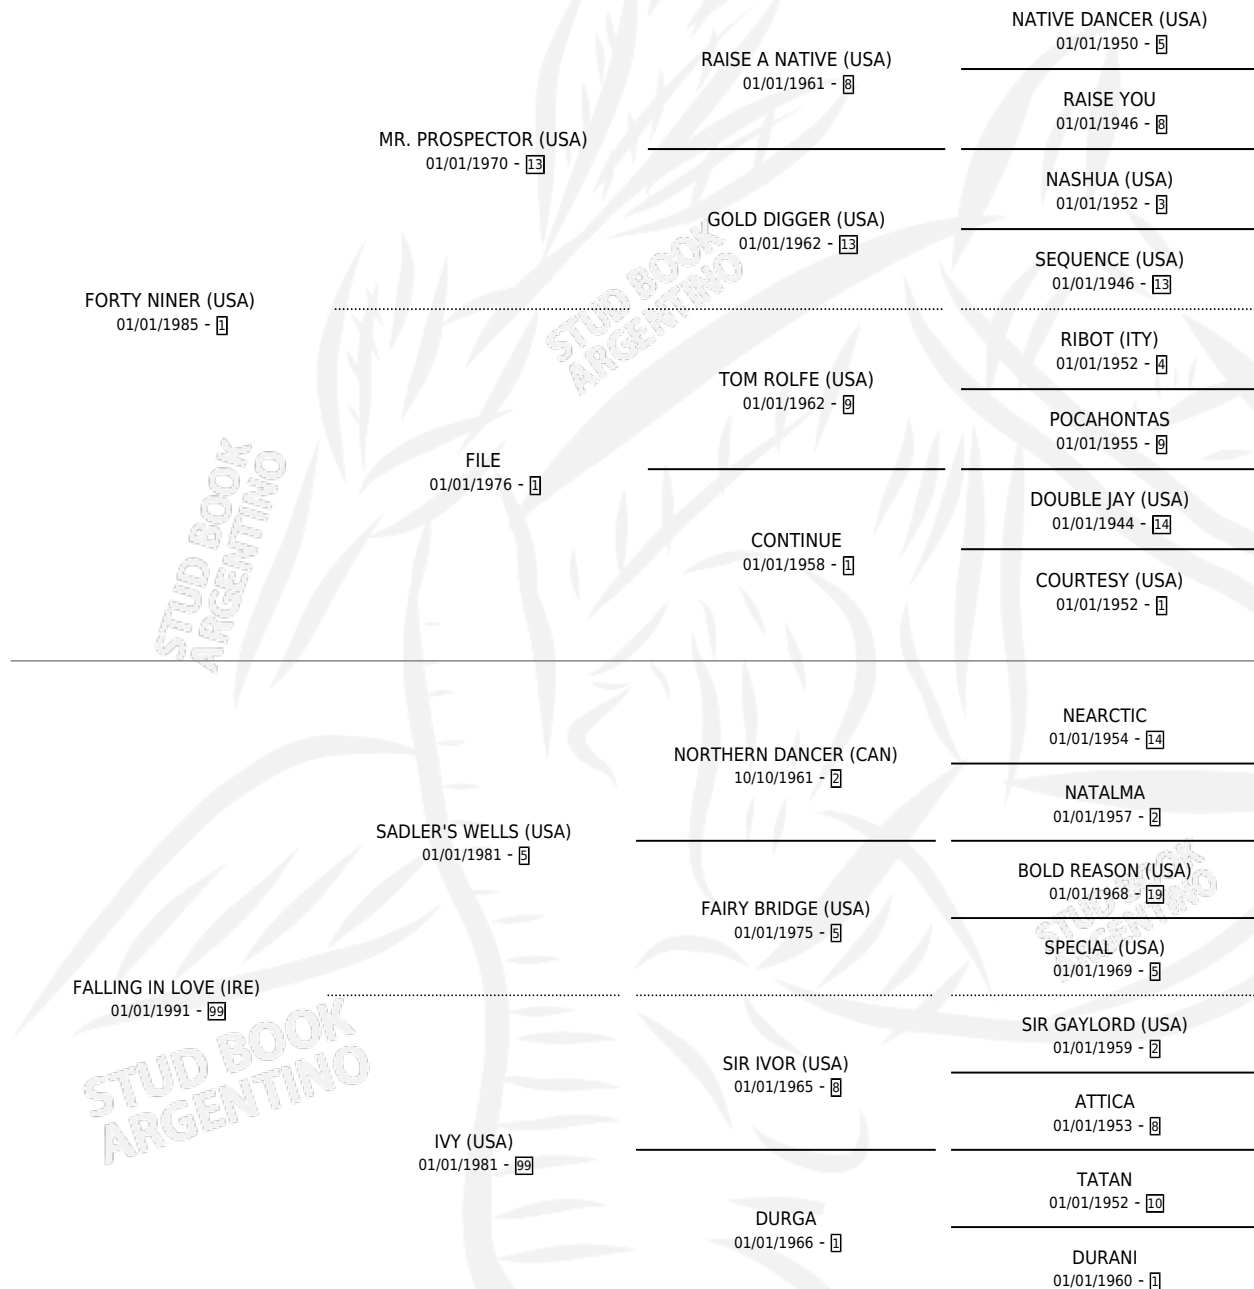 NATIVE DANCER (USA)
01/01/1950 - 5
RAISE A NATIVE (USA)
01/01/1961 - 8
RAISE YOU
01/01/1946 - 8
MR. PROSPECTOR (USA)
01/01/1970 - 13
NASHUA (USA)
01/01/1952 - 3
GOLD DIGGER (USA)
01/01/1962 - 13
SEQUENCE (USA)
01/01/1946 - 13
FORTY NINER (USA)
01/01/1985 - 1
RIBOT (ITY)
01/01/1952 - 4
TOM ROLFE (USA)
01/01/1962 - 9
POCAHONTAS
01/01/1955 - 9
FILE
01/01/1976 - 1
DOUBLE JAY (USA)
01/01/1944 - 14
CONTINUE
01/01/1958 - 1
COURTESY (USA)
01/01/1952 - 1
NEARCTIC
01/01/1954 - 14
NORTHERN DANCER (CAN)
10/10/1961 - 2
NATALMA
01/01/1957 - 2
SADLER'S WELLS (USA)
01/01/1981 - 5
BOLD REASON (USA)
01/01/1968 - 19
FAIRY BRIDGE (USA)
01/01/1975 - 5
SPECIAL (USA)
01/01/1969 - 5
FALLING IN LOVE (IRE)
01/01/1991 - 99
SIR GAYLORD (USA)
01/01/1959 - 2
SIR IVOR (USA)
01/01/1965 - 8
ATTICA
01/01/1953 - 8
IVY (USA)
01/01/1981 - 99
TATAN
01/01/1952 - 10
DURGA
01/01/1966 - 1
DURANI
01/01/1960 - 1
STUD BOOK
ARGENTINO
STUD BOOK
ARGENTINO
STUD BOOK
ARGENTINO
STUD BOOK
ARGENTINO